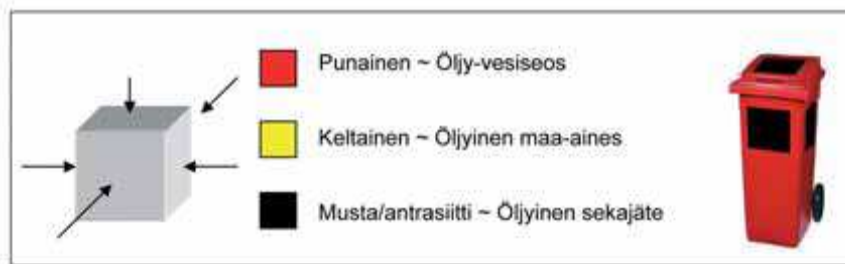 Punainen ~ Öljy-vesiseos
Keltainen ~ Öljyinen maa-aines
Musta/antrasiitti ~ Öljyinen sekajäte